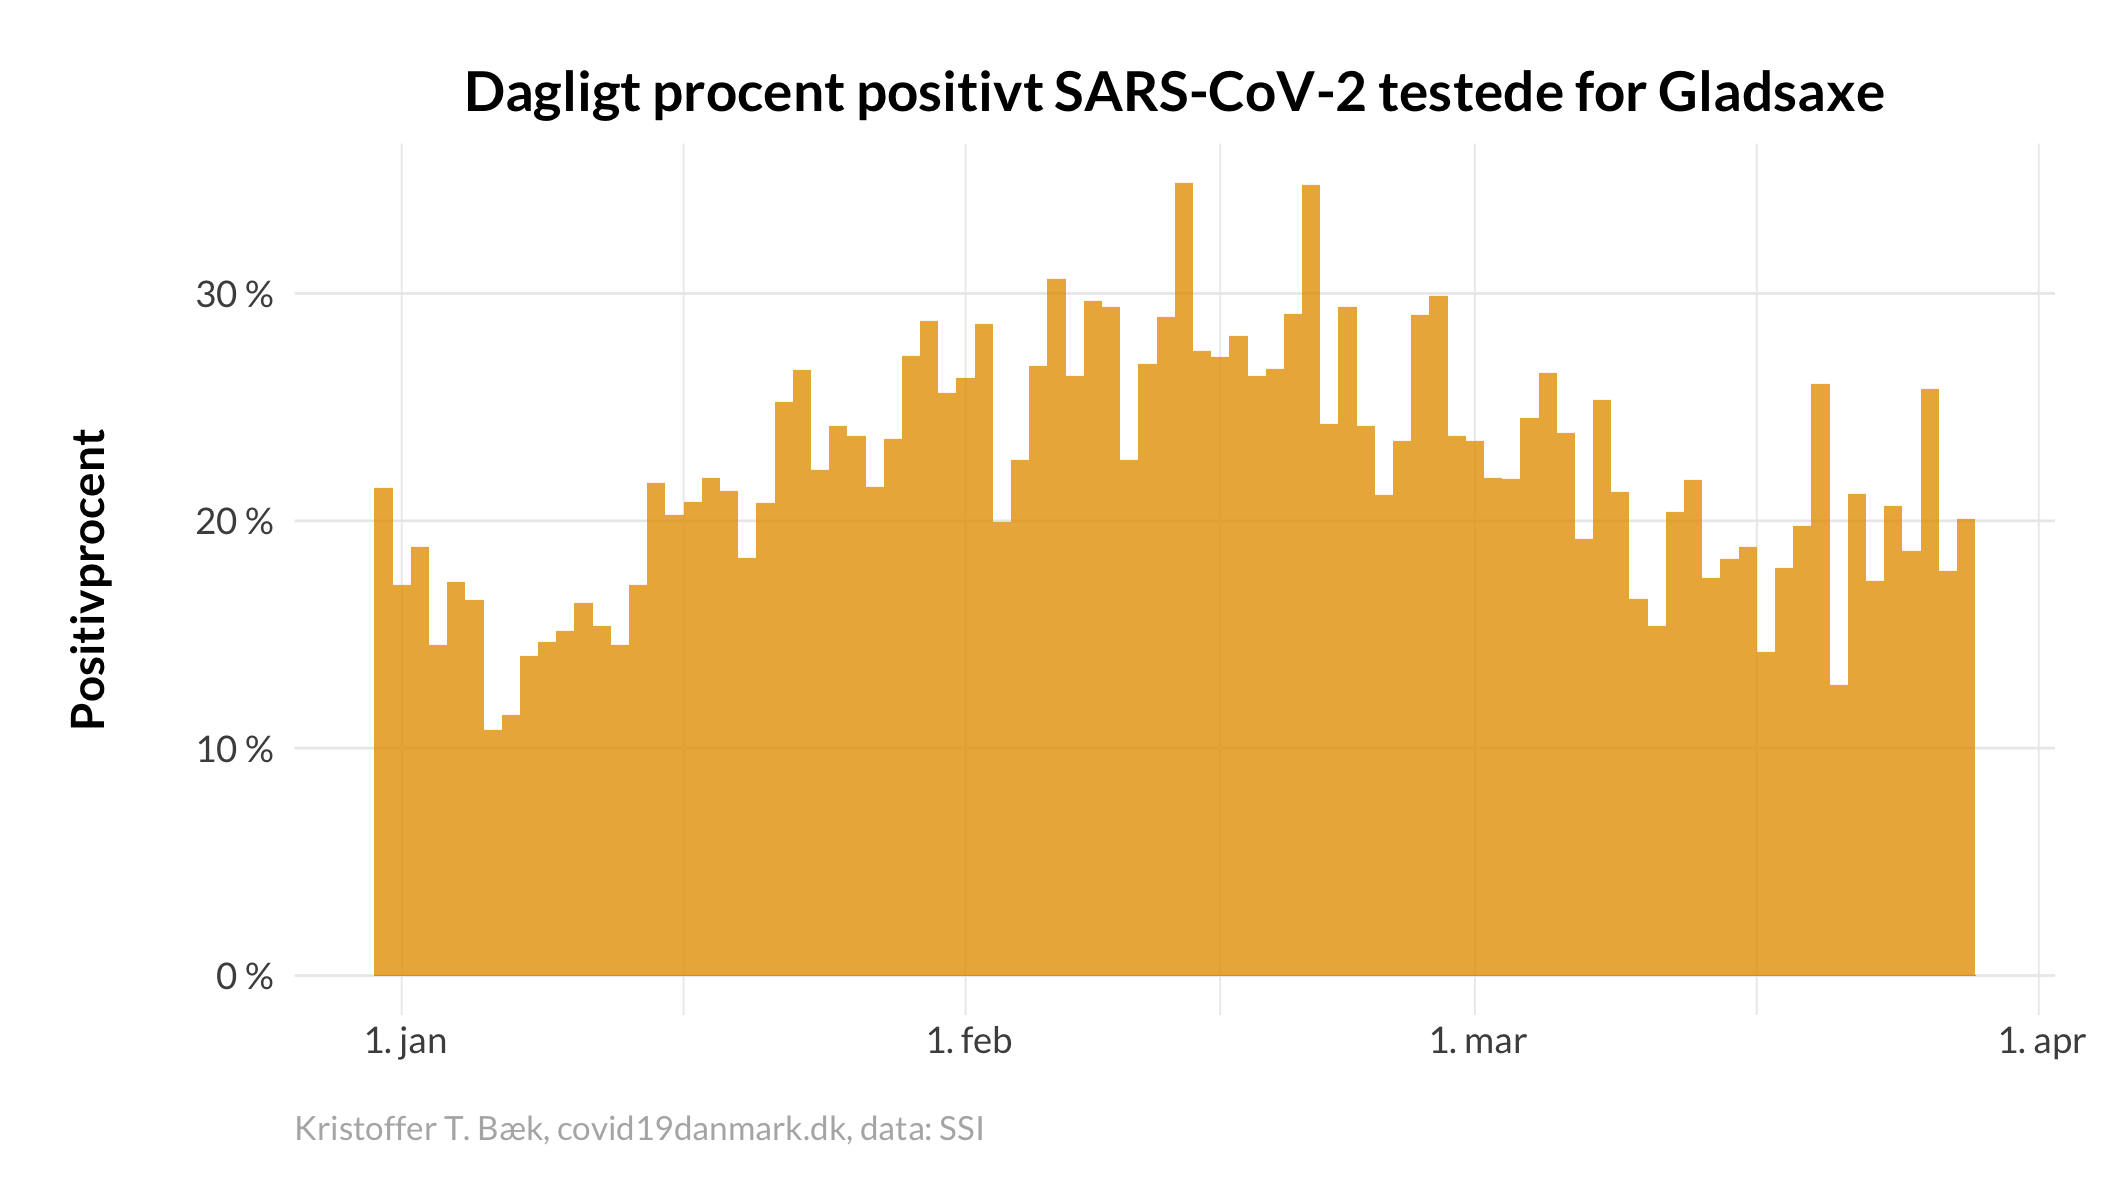 Dagligt procent positivt SARS-CoV-2 testede for Gladsaxe
Positivprocent
30 %
20 %
10 %
0 %
1. jan
1. feb
1. mar
1. apr
Kristoffer T. Bæk, covid19danmark.dk, data: SSI